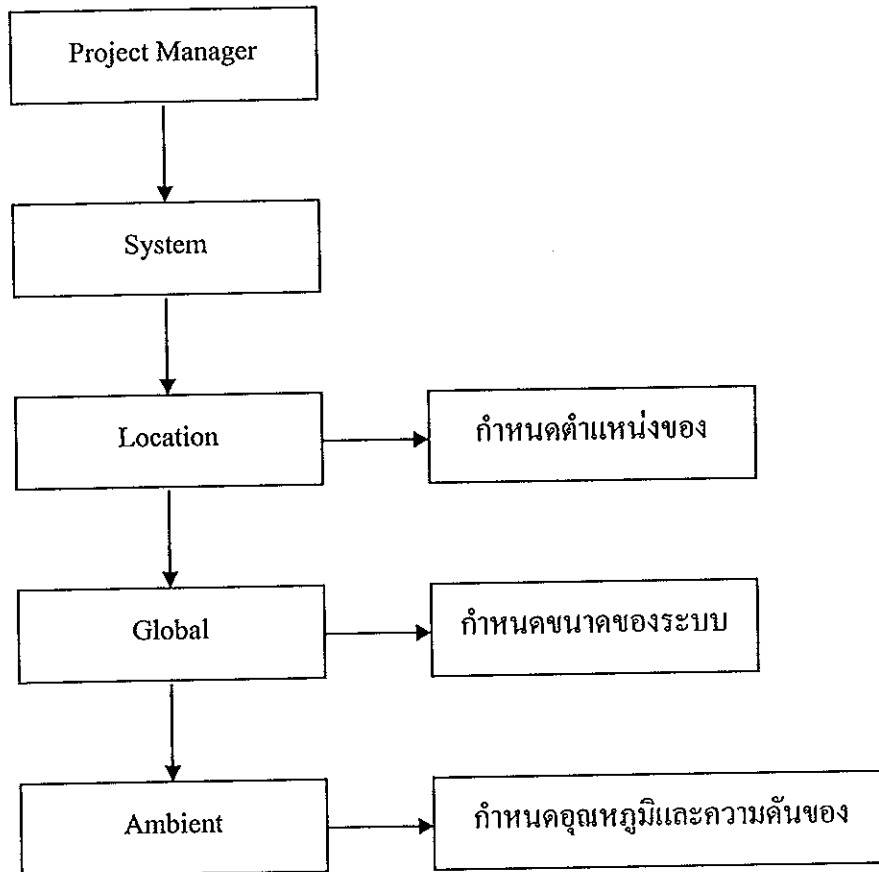 Project Manager
System
Location
กำหนดตำแหน่งของ
Global
กำหนดขนาดของระบบ
Ambient
กำหนดอุณหภูมิและความดันของ